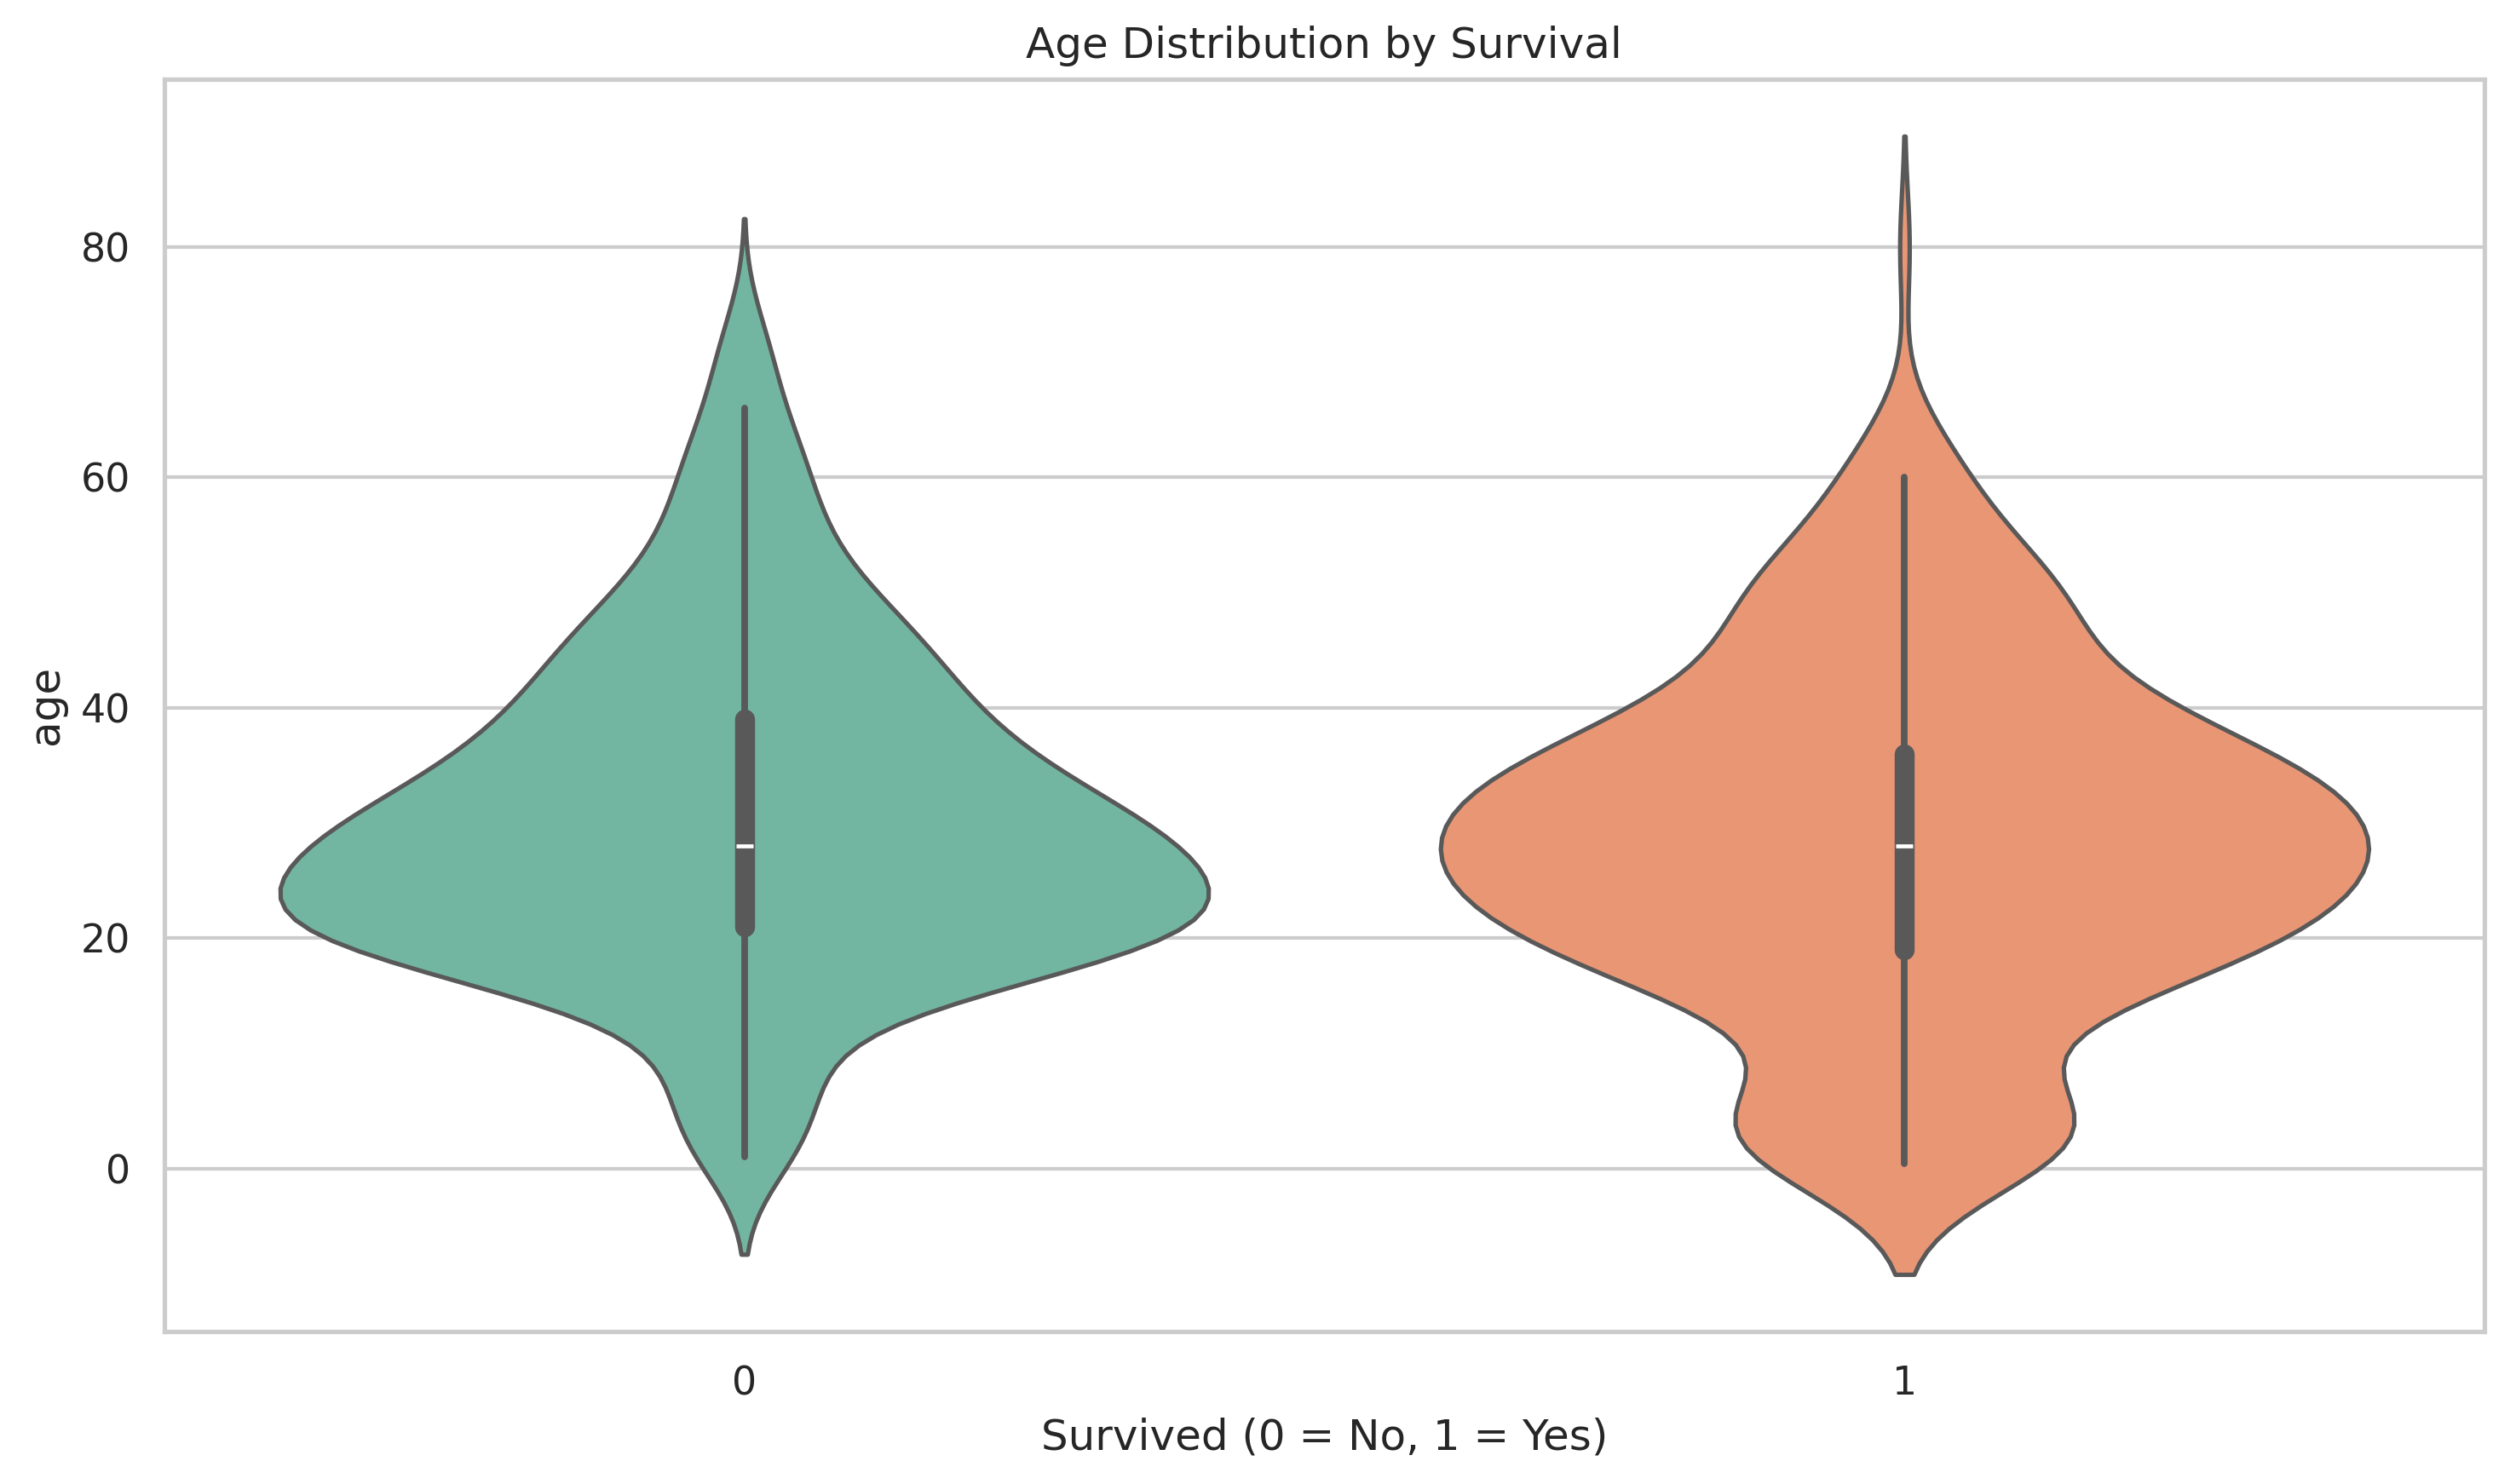 Age Distribution by Survival
age
80
60
40
20
0
0
1
Survived (0 = No, 1 = Yes)